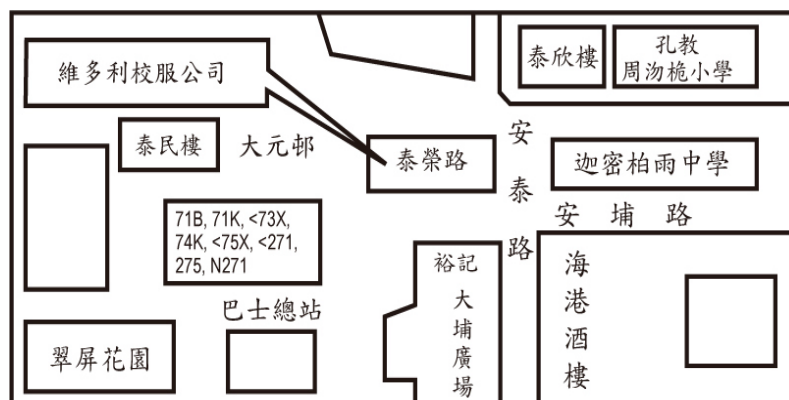 維多利校服公司
泰欣樓
孔教
周沕桅小學
泰民樓
大元邨
泰榮路
安泰路
迦密柏雨中學
安埔路
71B, 71K, <73X,
74K, <75X, <271,
275, N271
巴士總站
裕記
大埔廣場
海港酒樓
翠屏花園